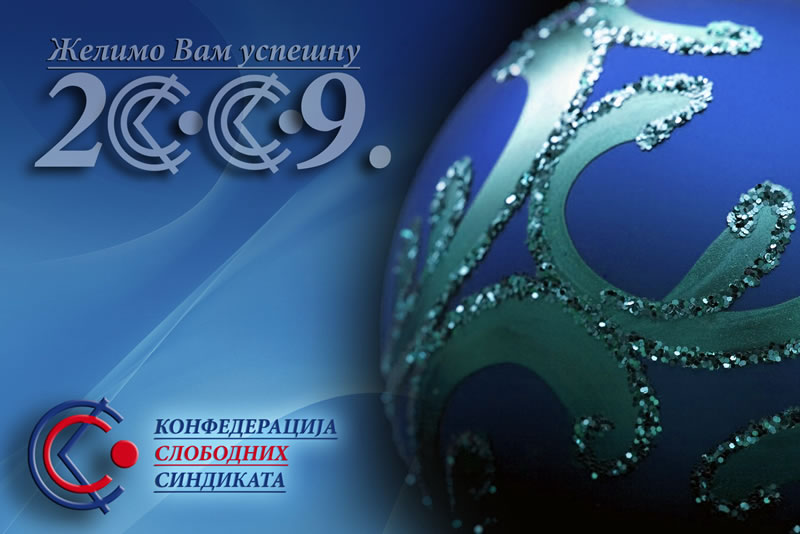 Желимо Вам успешну
2009.
КОНФЕДЕРАЦИЈА
СЛОБОДНИХ
СИНДИКАТА